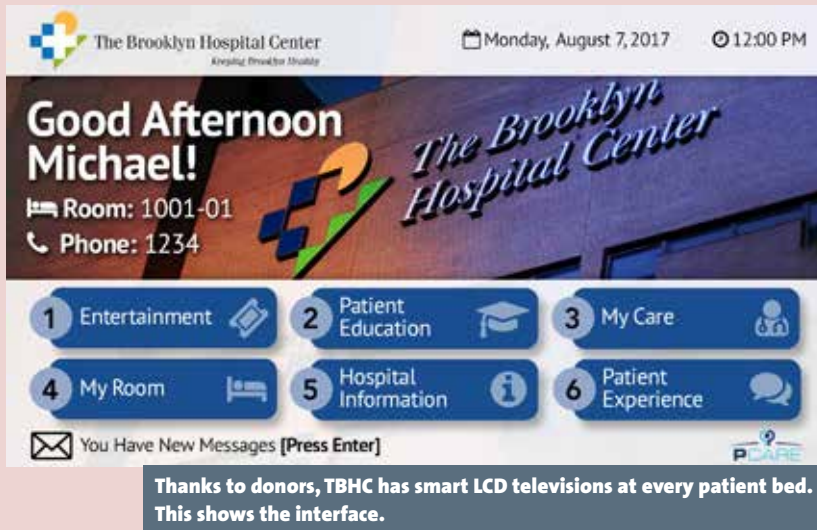 The Brooklyn Hospital Center
Keeping Brooklyn Healthy
Monday, August 7, 2017
12:00 PM
Good Afternoon
Michael!
Room: 1001-01
Phone: 1234
The Brooklyn
Hospital Center
1 Entertainment
2 Patient
Education
3 My Care
4 My Room
5 Hospital
Information
6 Patient
Experience
You Have New Messages [Press Enter]
PCARE
Thanks to donors, TBHC has smart LCD televisions at every patient bed.
This shows the interface.